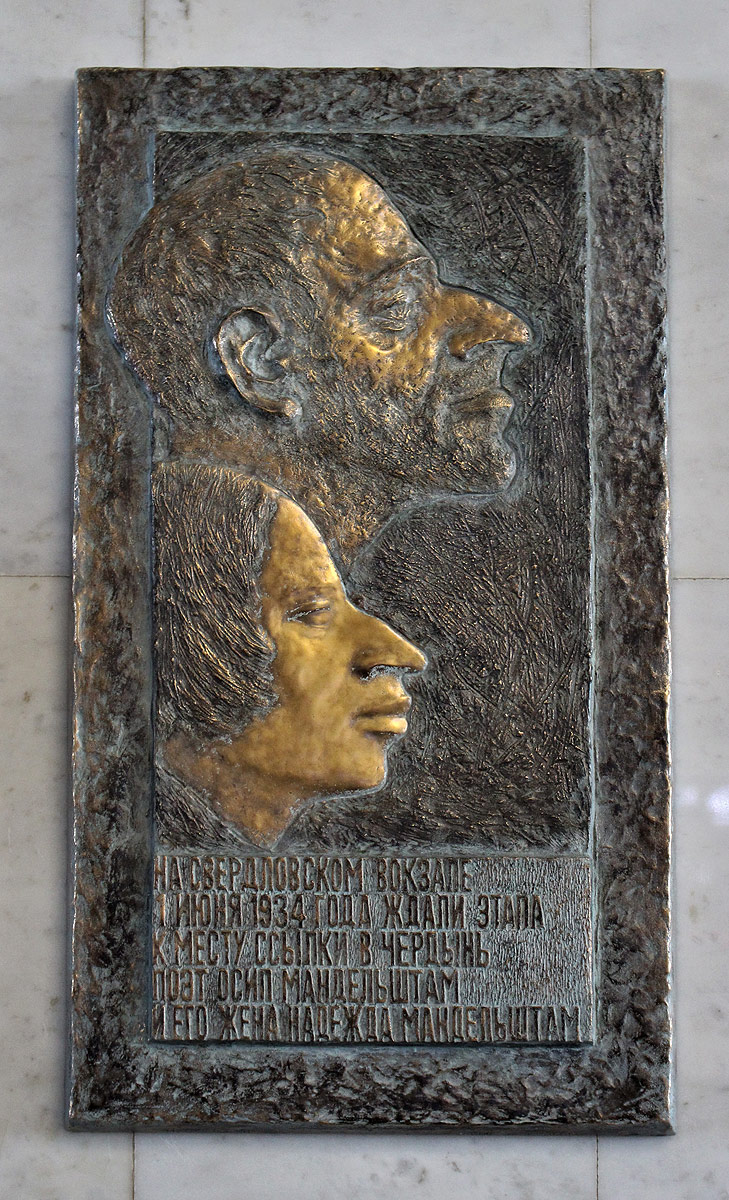 НА СВЕРДЛОВСКОМ ВОКЗАЛЕ
1 ИЮНЯ 1934 ГОДА ЖДАЛИ ЭТАПА
К МЕСТУ ССЫЛКИ В ЧЕРДЫНЬ
ПОЭТ ОСИП МАНДЕЛЬШТАМ
И ЕГО ЖЕНА НАДЕЖДА МАНДЕЛЬШТАМ